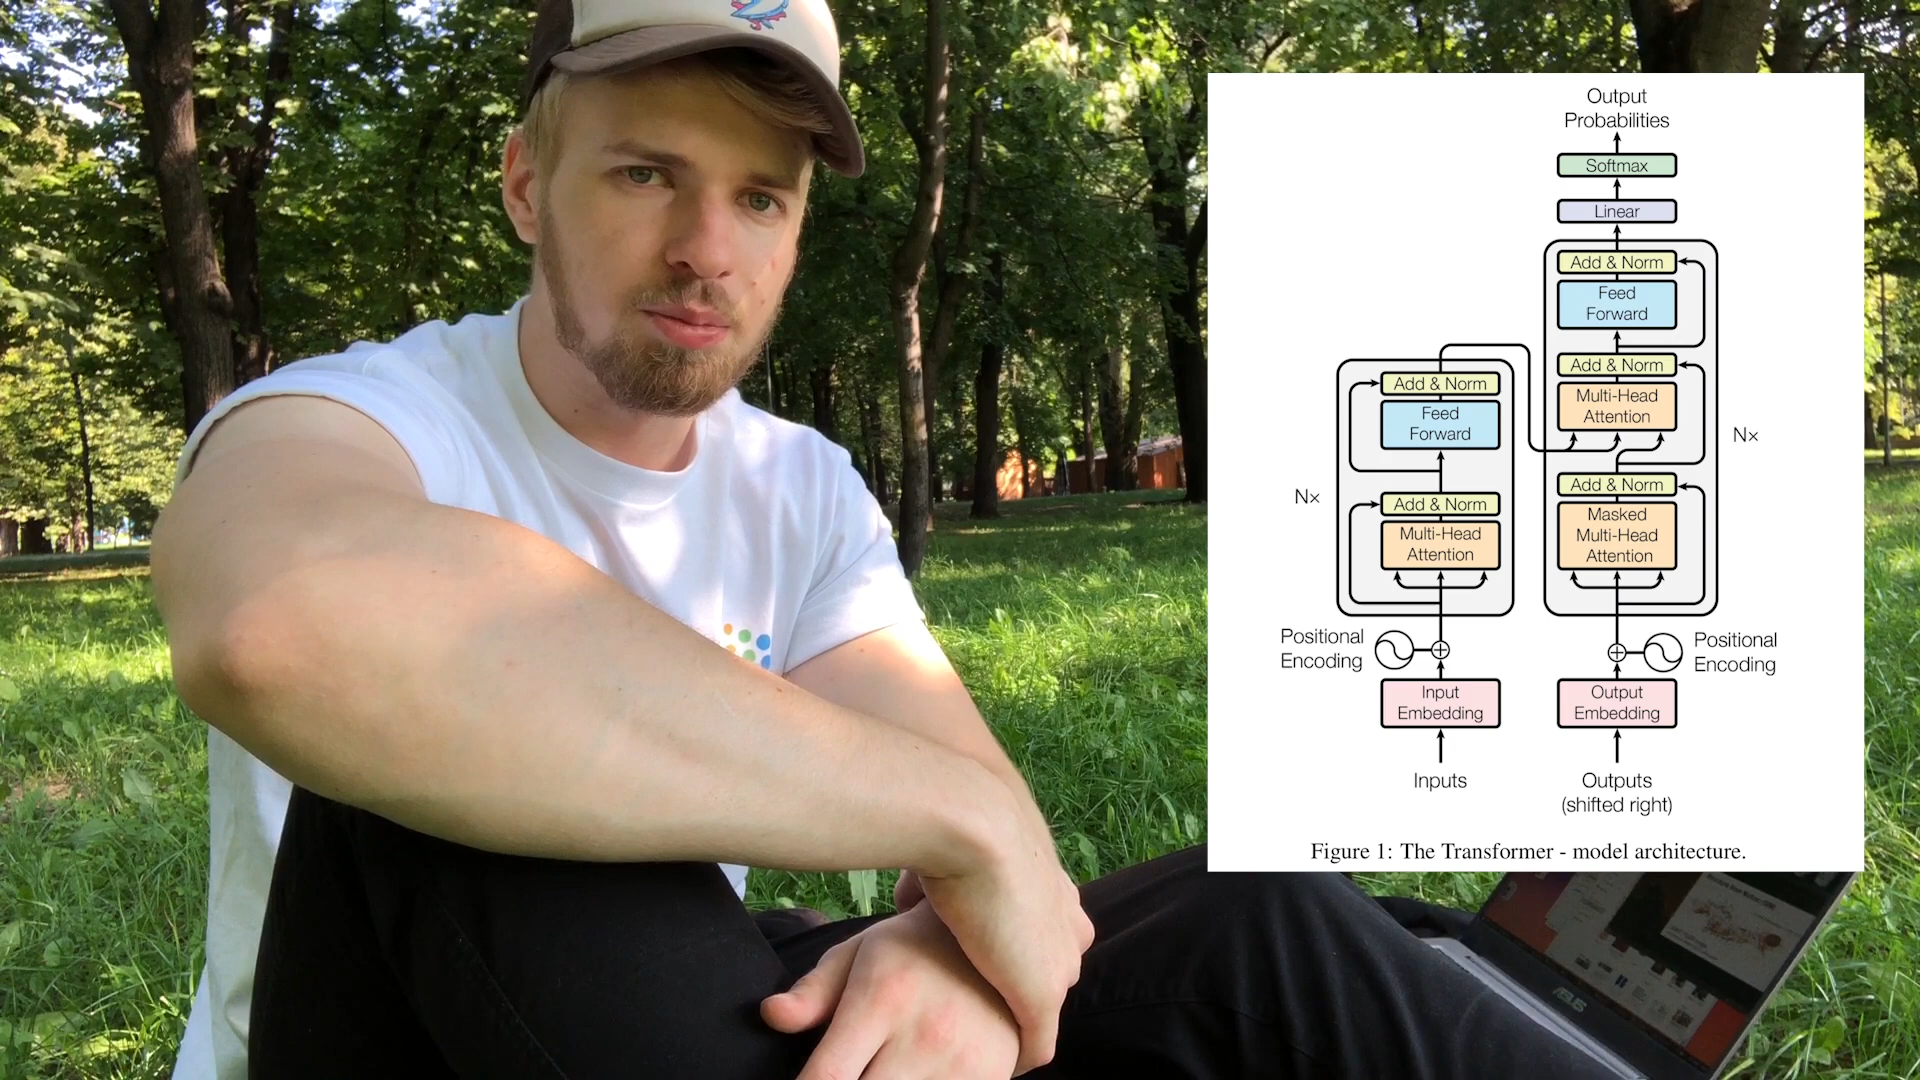 Output
Probabilities
Softmax
Linear
Add & Norm
Feed
Forward
Add & Norm
Multi-Head
Attention
Add & Norm
Masked
Multi-Head
Attention
N×
Add & Norm
Feed
Forward
Add & Norm
Multi-Head
Attention
N×
Positional
Encoding
Positional
Encoding
Input
Embedding
Output
Embedding
Inputs
Outputs
(shifted right)
Figure 1: The Transformer - model architecture.
ASUS